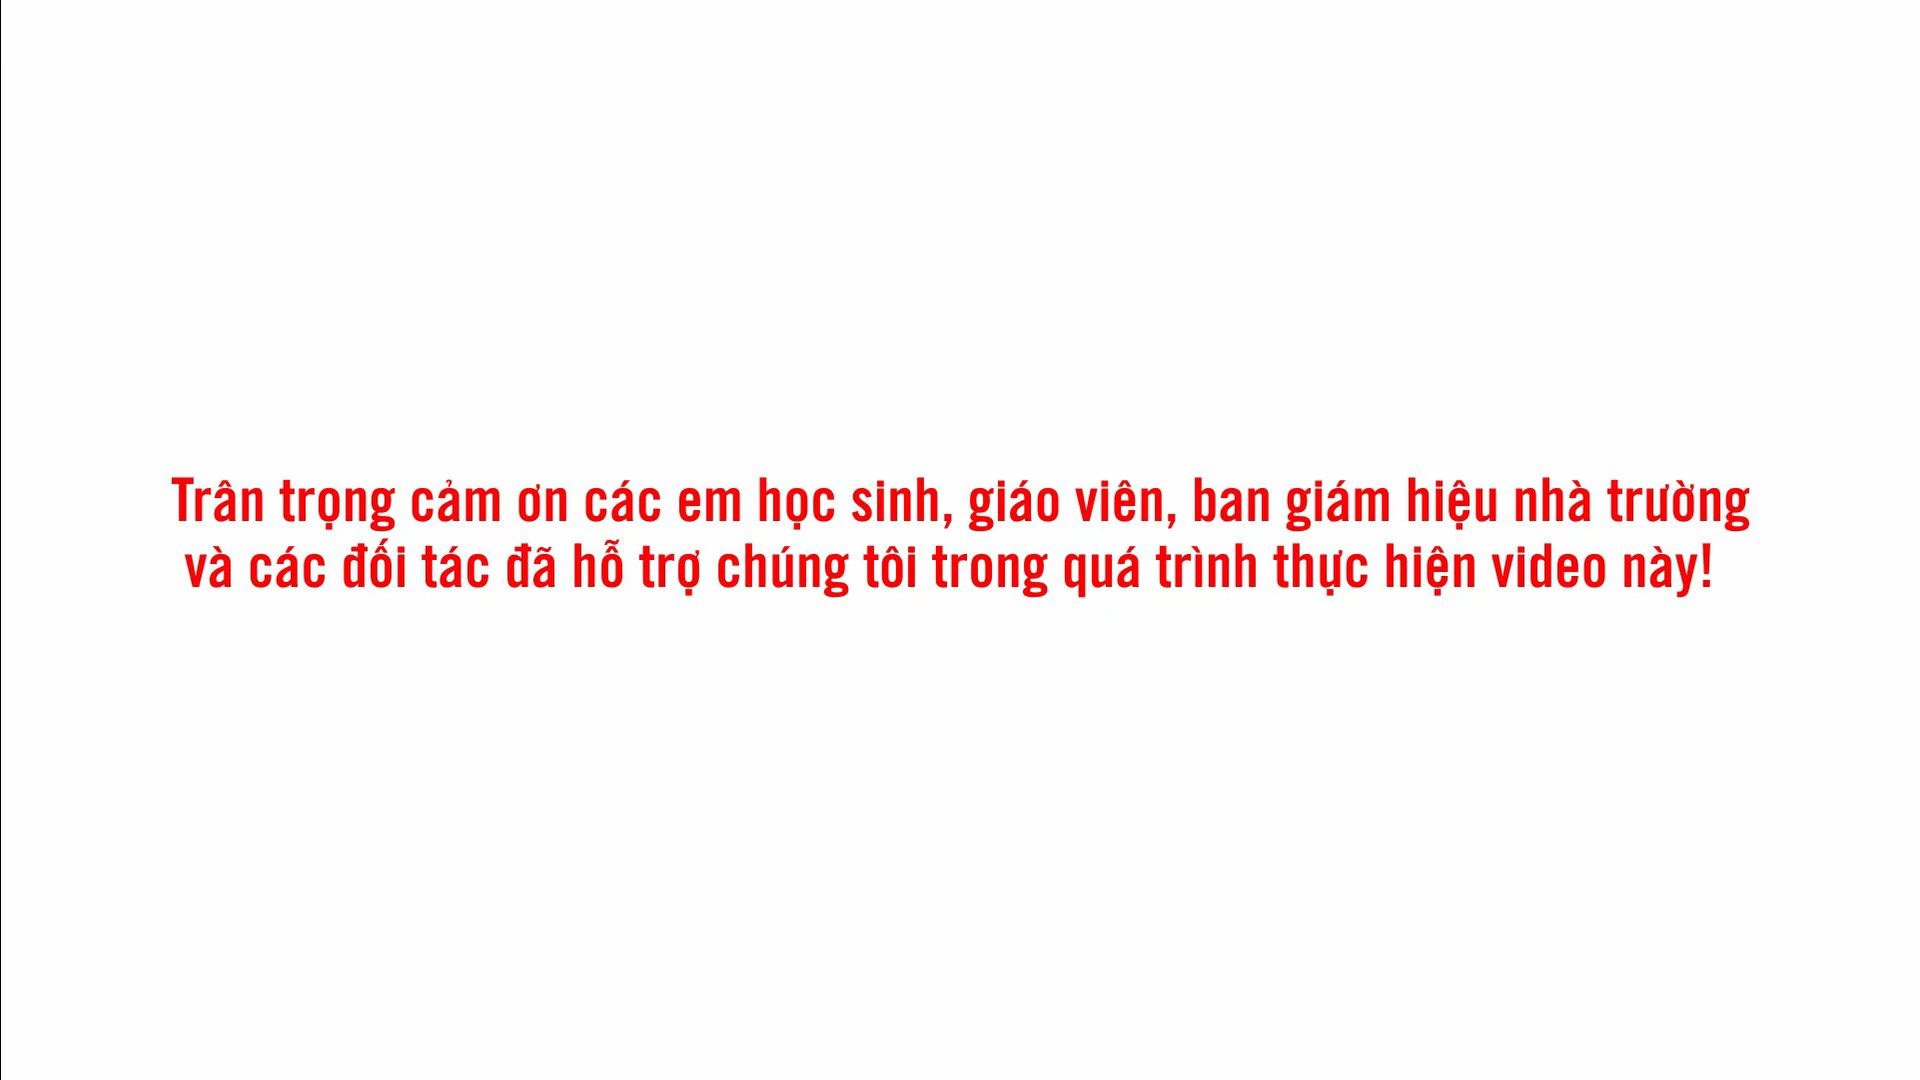 Trân trọng cảm ơn các em học sinh, giáo viên, ban giám hiệu nhà trường
và các đối tác đã hỗ trợ chúng tôi trong quá trình thực hiện video này!